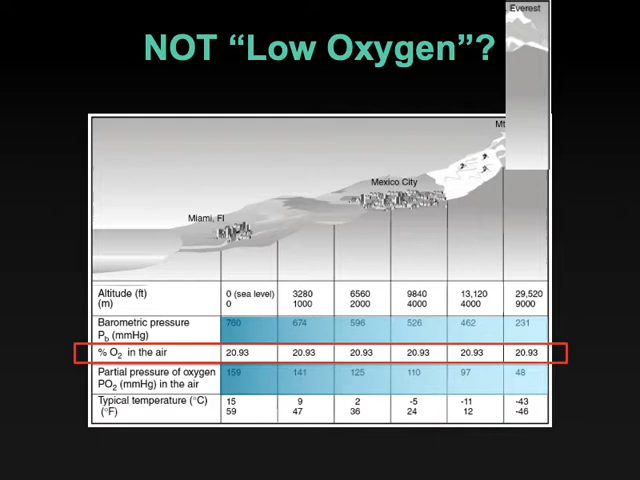 NOT “Low Oxygen”?
Everest
Mt
Mexico City
Miami, Fl
Altitude (ft) 0 (sea level) 3280 6560 9840 13,120 29,520
(m) 0 1000 2000 4000 4000 9000
Barometric pressure 760 674 596 526 462 231
Pb (mmHg)
% O2 in the air 20.93 20.93 20.93 20.93 20.93 20.93
Partial pressure of oxygen 159 141 125 110 97 48
PO2 (mmHg) in the air
Typical temperature (°C) 15 9 2 -5 -11 -43
(°F) 59 47 36 24 12 -46